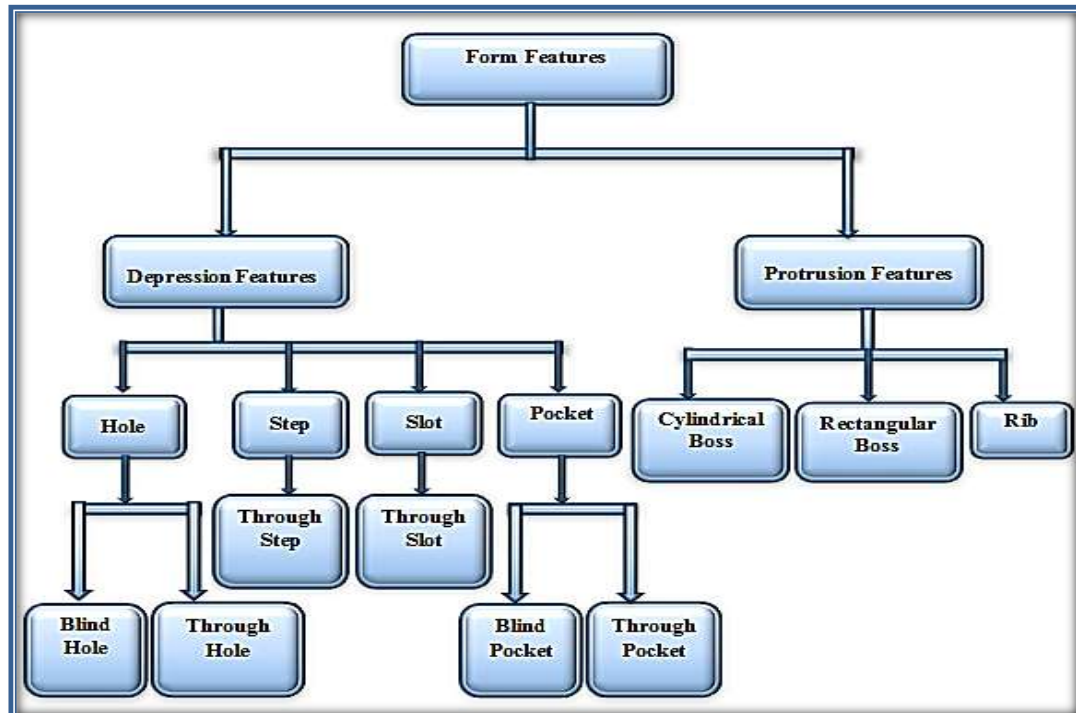 Form Features
Depression Features
Protrusion Features
Hole
Step
Slot
Pocket
Cylindrical
Boss
Rectangular
Boss
Rib
Through
Step
Through
Slot
Blind
Hole
Through
Hole
Blind
Pocket
Through
Pocket